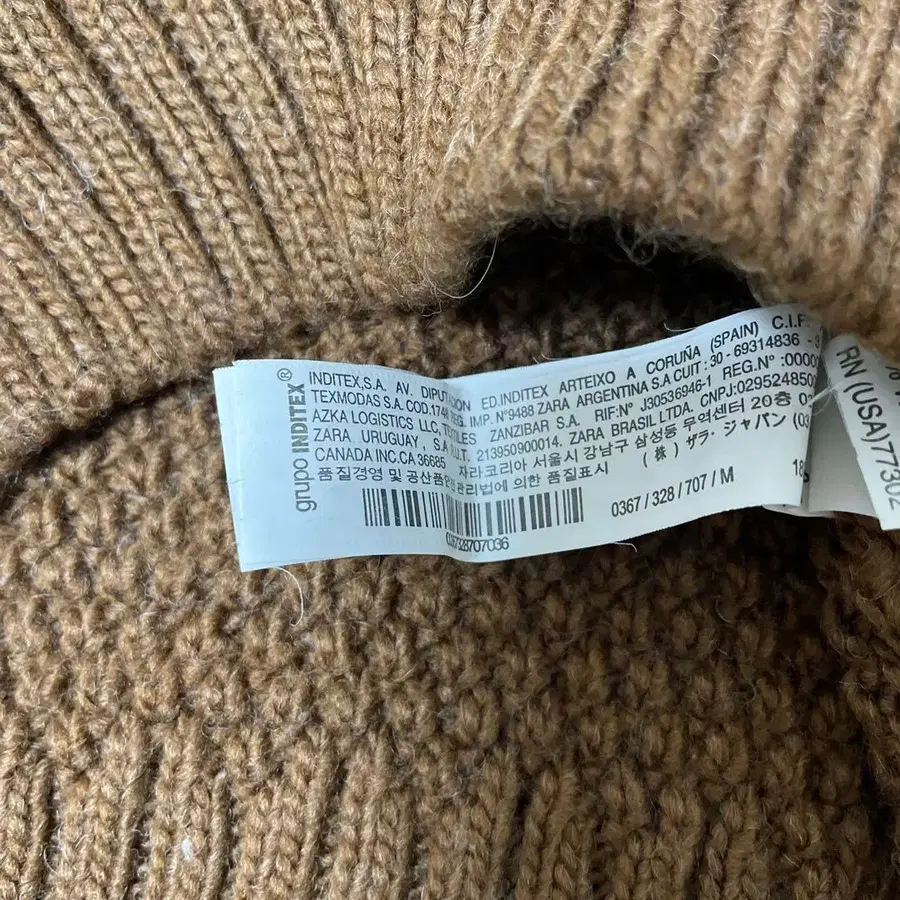 grupo INDITEX®
INDITEX,S.A. AV. DIPUTACION ED.INDITEX ARTEIXO A CORUÑA (SPAIN) C.I.F.
TEXMODAS S.A. COD.1748 REG. IMP. N°9488 ZARA ARGENTINA S.A CUIT: 30-69314836 - 3
AZKA LOGISTICS LLC, TEXTILES ZANZIBAR S.A. RIF:N° J30536946-1 REG.N° :0000
ZARA URUGUAY, S.A R.U.T. 213950900014. ZARA BRASIL LTDA. CNPJ:029524850
CANADA INC.CA 36685 자라코리아 서울시 강남구 삼성동 무역센터 20층 02
품질경영 및 공산품안전관리법에 의한 품질표시 (株) ザラ・ジャパン (03
0367 / 328 / 707 / M
18
03673 28707036
RN (USA)77302